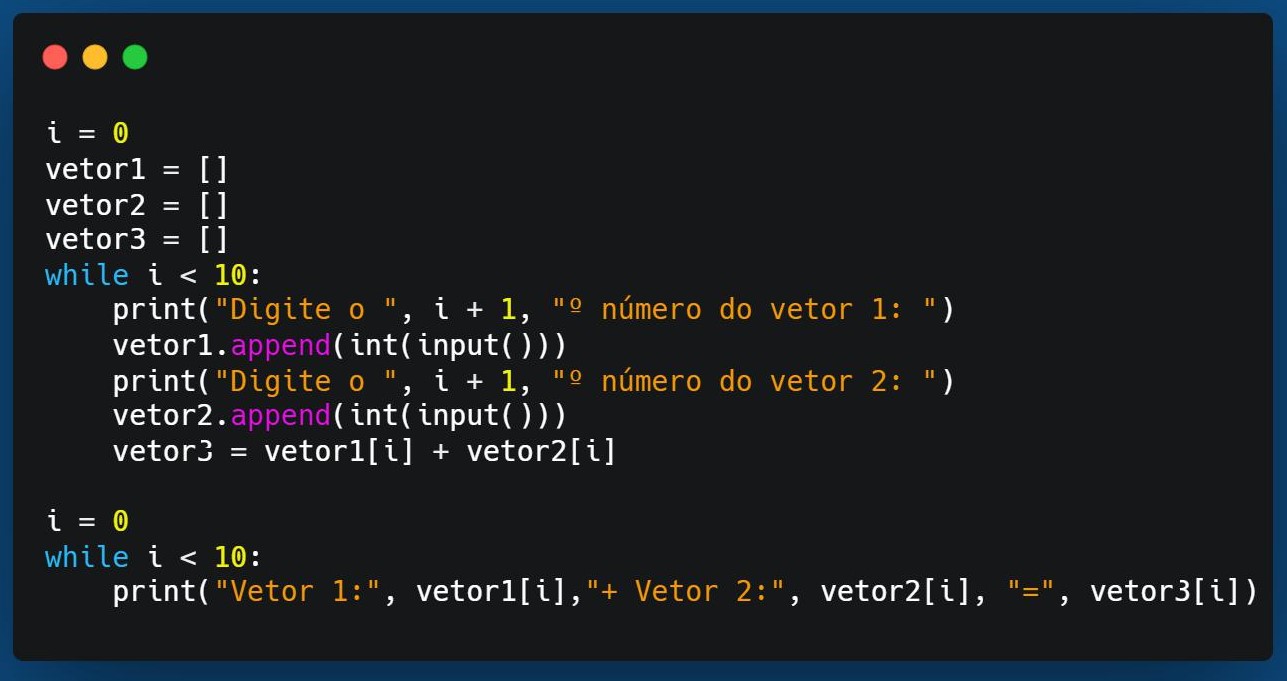 i = 0
vetor1 = []
vetor2 = []
vetor3 = []
while i < 10:
    print("Digite o ", i + 1, "º número do vetor 1: ")
    vetor1.append(int(input()))
    print("Digite o ", i + 1, "º número do vetor 2: ")
    vetor2.append(int(input()))
    vetor3 = vetor1[i] + vetor2[i]

i = 0
while i < 10:
    print("Vetor 1:", vetor1[i],"+ Vetor 2:", vetor2[i], "=", vetor3[i])